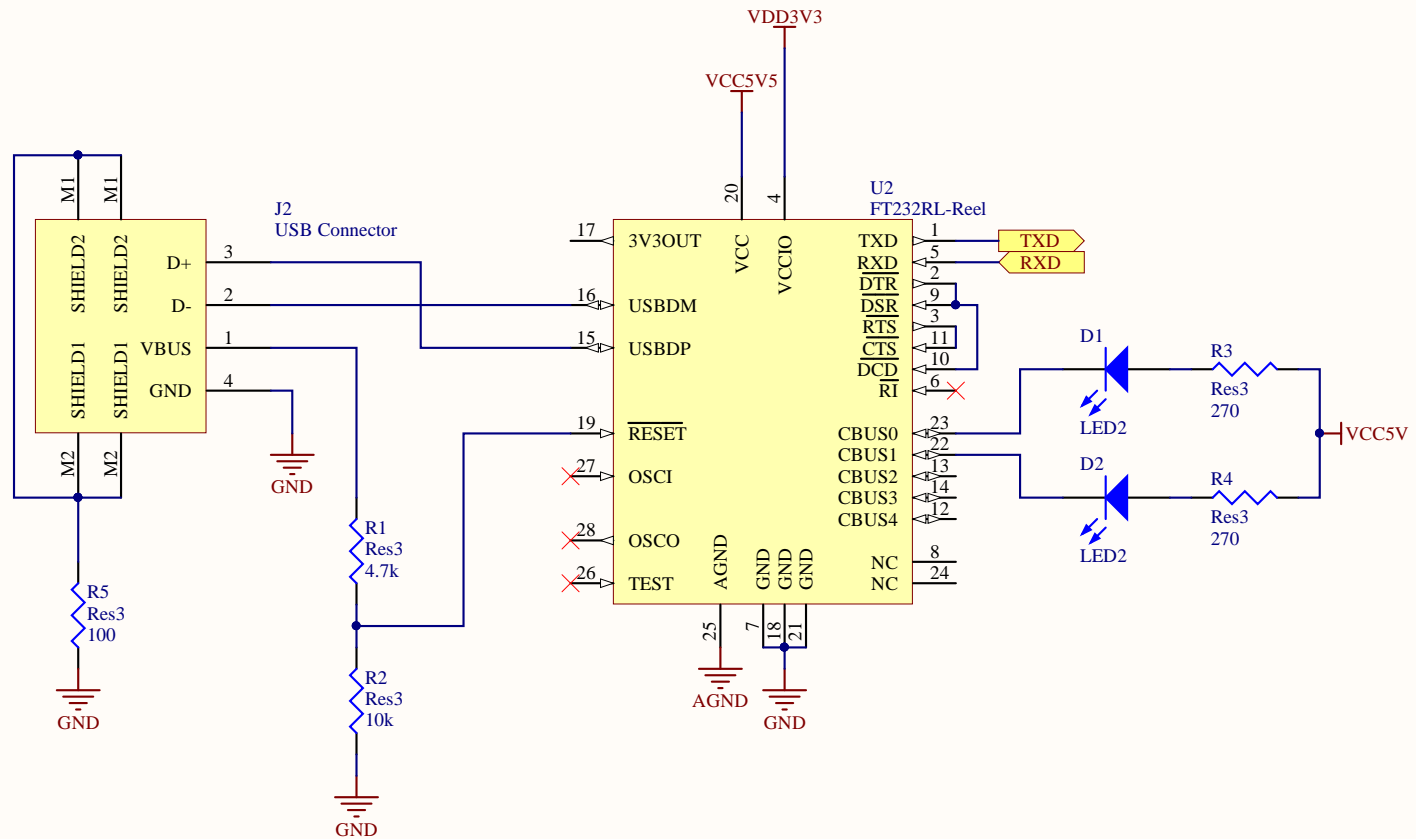 VDD3V3
VCC5V5
J2
USB Connector
M1
M1
SHIELD2
SHIELD2
SHIELD1
SHIELD1
M2
M2
D+
3
D-
2
VBUS
1
GND
4
GND
R1
Res3
4.7k
R2
Res3
10k
GND
R5
Res3
100
GND
U2
FT232RL-Reel
20
4
VCC
VCCIO
17
3V3OUT
16
USBDM
15
USBDP
19
RESET
27
OSCI
28
OSCO
26
TEST
TXD
1
TXD
RXD
5
RXD
DTR
2
DSR
9
RTS
3
CTS
11
DCD
10
RI
6
CBUS0
23
CBUS1
22
CBUS2
13
CBUS3
14
CBUS4
12
NC
8
NC
24
AGND
GND
GND
GND
25
7
18
21
AGND
GND
D1
LED2
R3
Res3
270
D2
LED2
R4
Res3
270
VCC5V